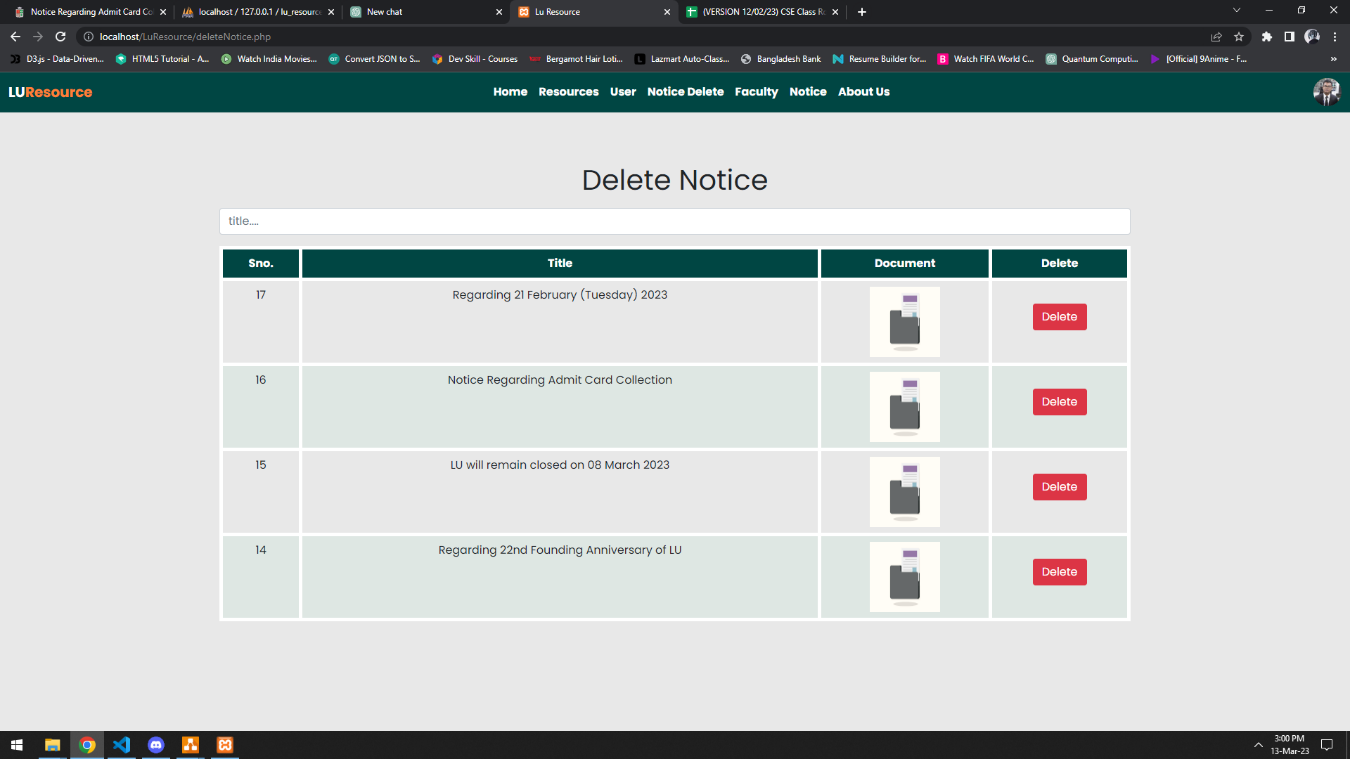 Notice Regarding Admit Card Co
localhost / 127.0.0.1 / lu_resource
New chat
Lu Resource
(VERSION 12/02/23) CSE Class Ro
localhost/LuResource/deleteNotice.php
D3.js - Data-Driven...
HTML5 Tutorial - A...
Watch India Movies...
Convert JSON to S...
Dev Skill - Courses
Bergamot Hair Loti...
Lazmart Auto-Class...
Bangladesh Bank
Resume Builder for...
Watch FIFA World C...
Quantum Computi...
[Official] 9Anime - F...
LUResource
Home Resources User Notice Delete Faculty Notice About Us
Delete Notice
title....
Sno. Title Document Delete
17 Regarding 21 February (Tuesday) 2023 Delete
16 Notice Regarding Admit Card Collection Delete
15 LU will remain closed on 08 March 2023 Delete
14 Regarding 22nd Founding Anniversary of LU Delete
3:00 PM
13-Mar-23